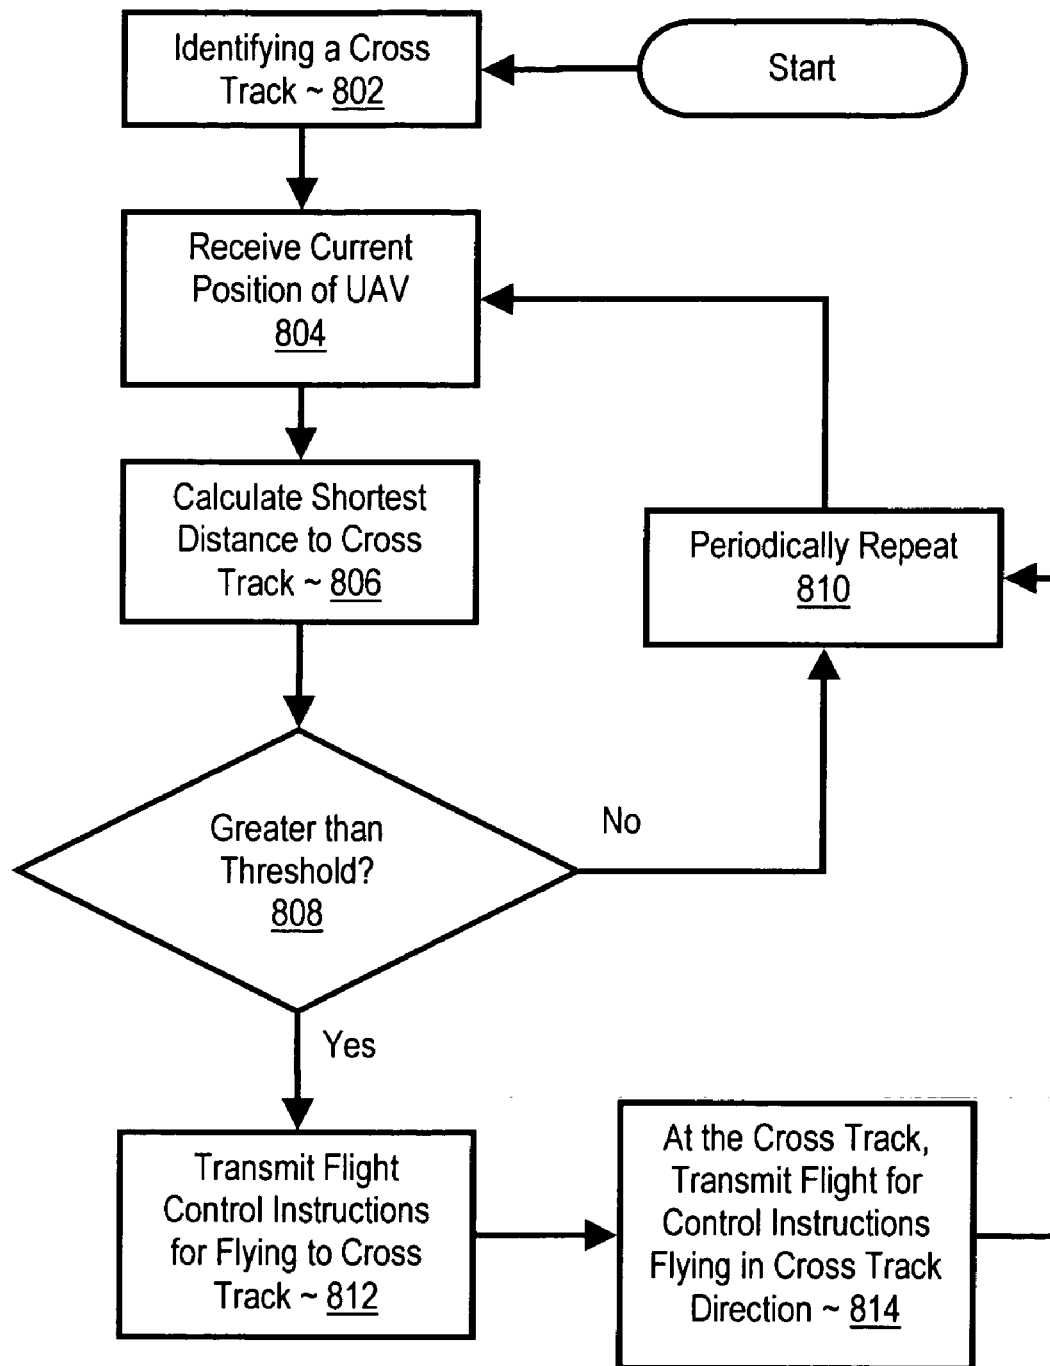 Start
Identifying a Cross
Track ~ 802
Receive Current
Position of UAV
804
Calculate Shortest
Distance to Cross
Track ~ 806
Periodically Repeat
810
Greater than
Threshold?
808
No
Yes
Transmit Flight
Control Instructions
for Flying to Cross
Track ~ 812
At the Cross Track,
Transmit Flight for
Control Instructions
Flying in Cross Track
Direction ~ 814